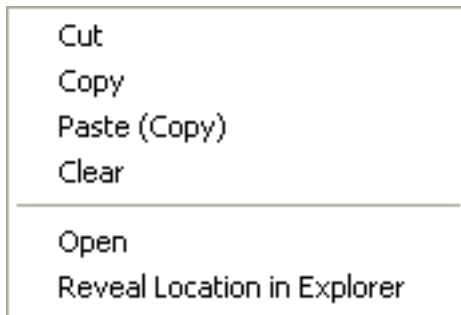 Cut
Copy
Paste (Copy)
Clear
Open
Reveal Location in Explorer